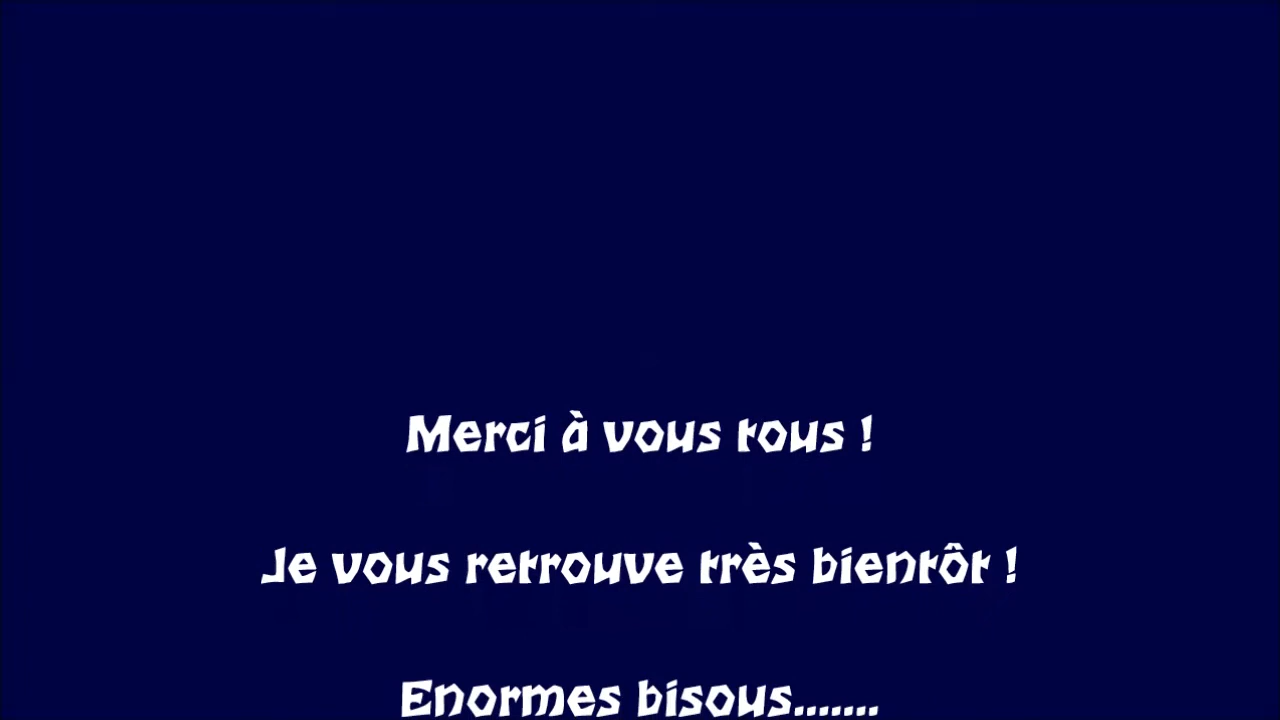 Merci à vous tous !
Je vous retrouve très bientôt !
Enormes bisous.......